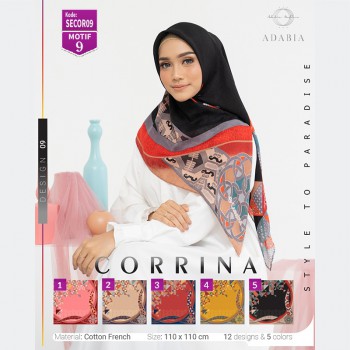 Kode:
SECOR09
MOTIF
9
ADABIA
DESIGN 09
STYLE TO PARADISE
CORRINA
1 2 3 4 5
Material: Cotton French Size: 110 x 110 cm 12 designs & 5 colors